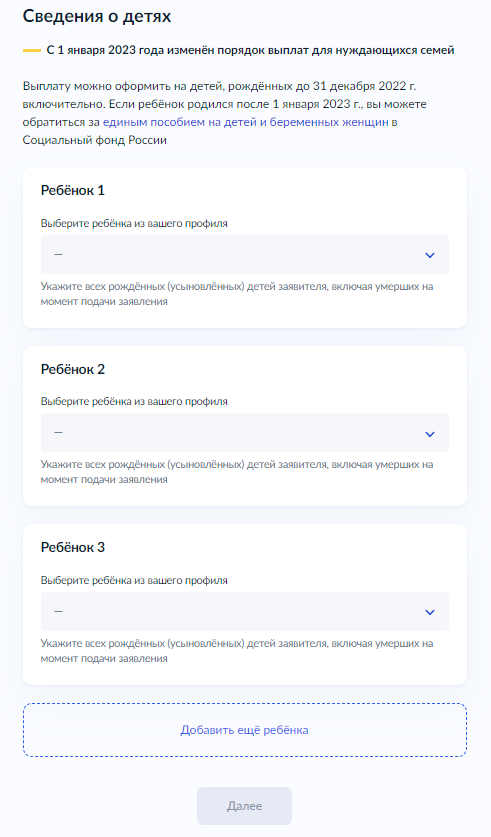 Сведения о детях
С 1 января 2023 года изменён порядок выплат для нуждающихся семей
Выплату можно оформить на детей, рождённых до 31 декабря 2022 г.
включительно. Если ребёнок родился после 1 января 2023 г., вы можете
обратиться за единым пособием на детей и беременных женщин в
Социальный фонд России
Ребёнок 1
Выберите ребёнка из вашего профиля
—
Укажите всех рождённых (усыновлённых) детей заявителя, включая умерших на
момент подачи заявления
Ребёнок 2
Выберите ребёнка из вашего профиля
—
Укажите всех рождённых (усыновлённых) детей заявителя, включая умерших на
момент подачи заявления
Ребёнок 3
Выберите ребёнка из вашего профиля
—
Укажите всех рождённых (усыновлённых) детей заявителя, включая умерших на
момент подачи заявления
Добавить ещё ребёнка
Далее